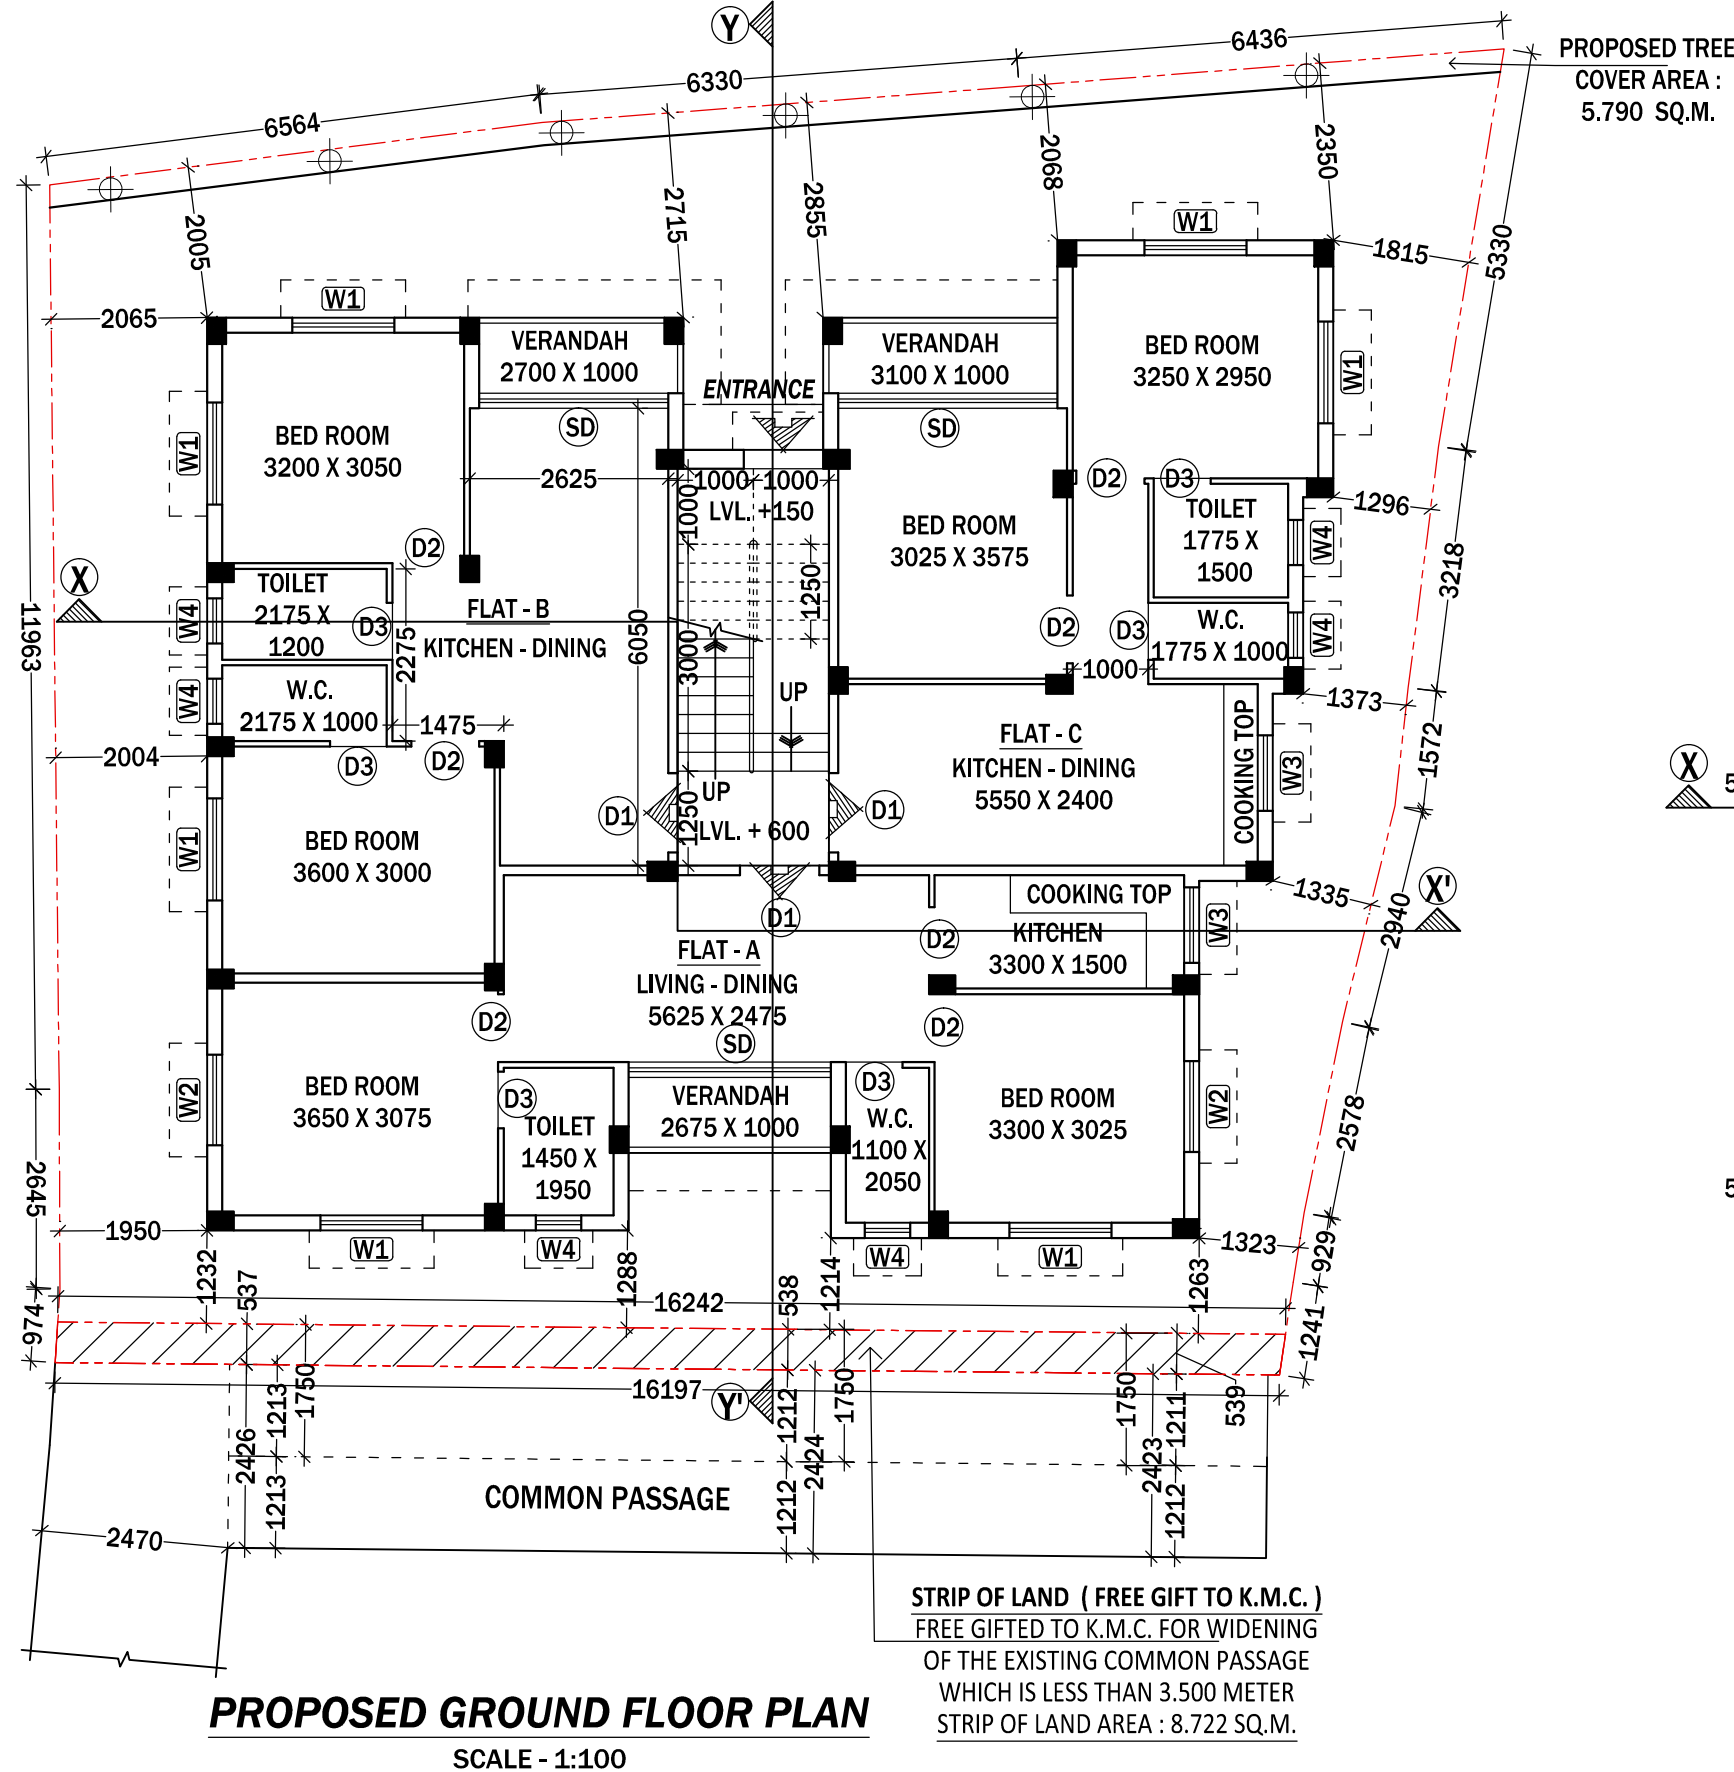 Y
6436
6330
6564
PROPOSED TREE
COVER AREA :
5.790 SQ.M.
2068
2350
2005
2715
2855
W1
1815
5330
2065
W1
VERANDAH
2700 X 1000
VERANDAH
3100 X 1000
BED ROOM
3250 X 2950
W1
ENTRANCE
BED ROOM
3200 X 3050
W1
SD
SD
2625
1000
1000
LVL. +150
1000
D2
D3
1296
BED ROOM
3025 X 3575
TOILET
1775 X
1500
W4
3218
D2
X
TOILET
2175 X
1200
W4
D3
2275
FLAT - B
KITCHEN - DINING
6050
1250
3000
11963
D2
D3
W.C.
1775 X 1000
W4
1000
UP
W.C.
2175 X 1000
W4
1475
1373
FLAT - C
KITCHEN - DINING
5550 X 2400
COOKING TOP
W3
1572
2004
D3
D2
X
5
UP
D1
D1
LVL. + 600
1250
BED ROOM
3600 X 3000
W1
1335
X'
COOKING TOP
D1
D2
KITCHEN
3300 X 1500
W3
2940
FLAT - A
LIVING - DINING
5625 X 2475
D2
SD
D2
BED ROOM
3650 X 3075
W2
D3
TOILET
1450 X
1950
VERANDAH
2675 X 1000
D3
W.C.
1100 X
2050
BED ROOM
3300 X 3025
W2
2578
5
2645
1950
W1
W4
W4
W1
1323
929
1232
537
1288
538
1214
1263
16242
974
1241
16197
1750
1213
2426
1213
Y'
1212
1750
2424
1212
1750
1211
539
2423
1212
COMMON PASSAGE
2470
STRIP OF LAND ( FREE GIFT TO K.M.C. )
FREE GIFTED TO K.M.C. FOR WIDENING
OF THE EXISTING COMMON PASSAGE
WHICH IS LESS THAN 3.500 METER
STRIP OF LAND AREA : 8.722 SQ.M.
PROPOSED GROUND FLOOR PLAN
SCALE - 1:100